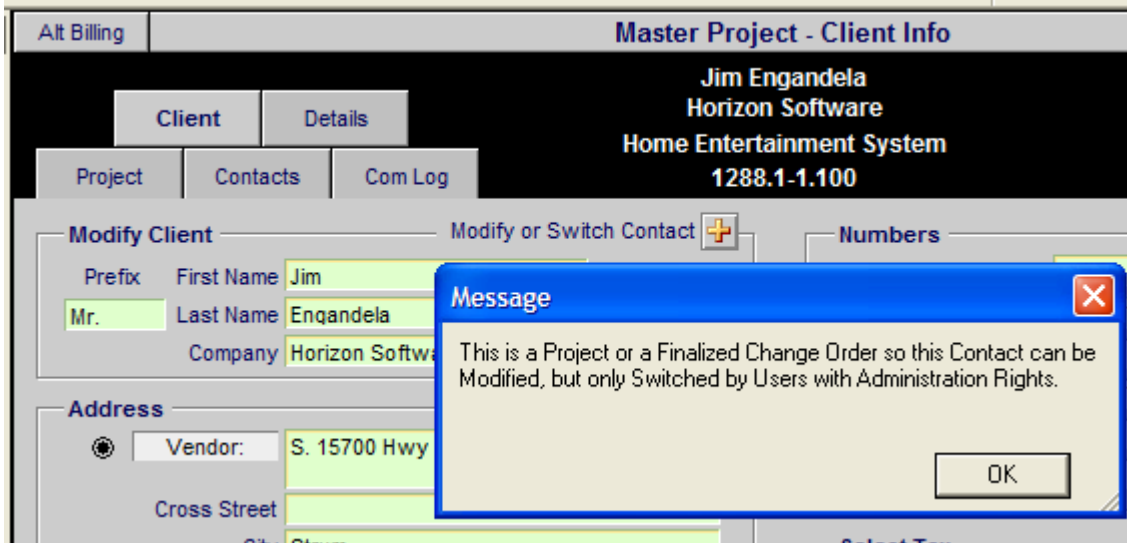 Alt Billing
Master Project - Client Info
Jim Engandela
Horizon Software
Home Entertainment System
1288.1-1.100
Client
Details
Project
Contacts
Com Log
Modify Client
Modify or Switch Contact
Numbers
Prefix
First Name Jim
Mr.
Last Name Engandela
Company Horizon Softwa
Message
This is a Project or a Finalized Change Order so this Contact can be
Modified, but only Switched by Users with Administration Rights.
OK
Address
Vendor:
S. 15700 Hwy
Cross Street
City